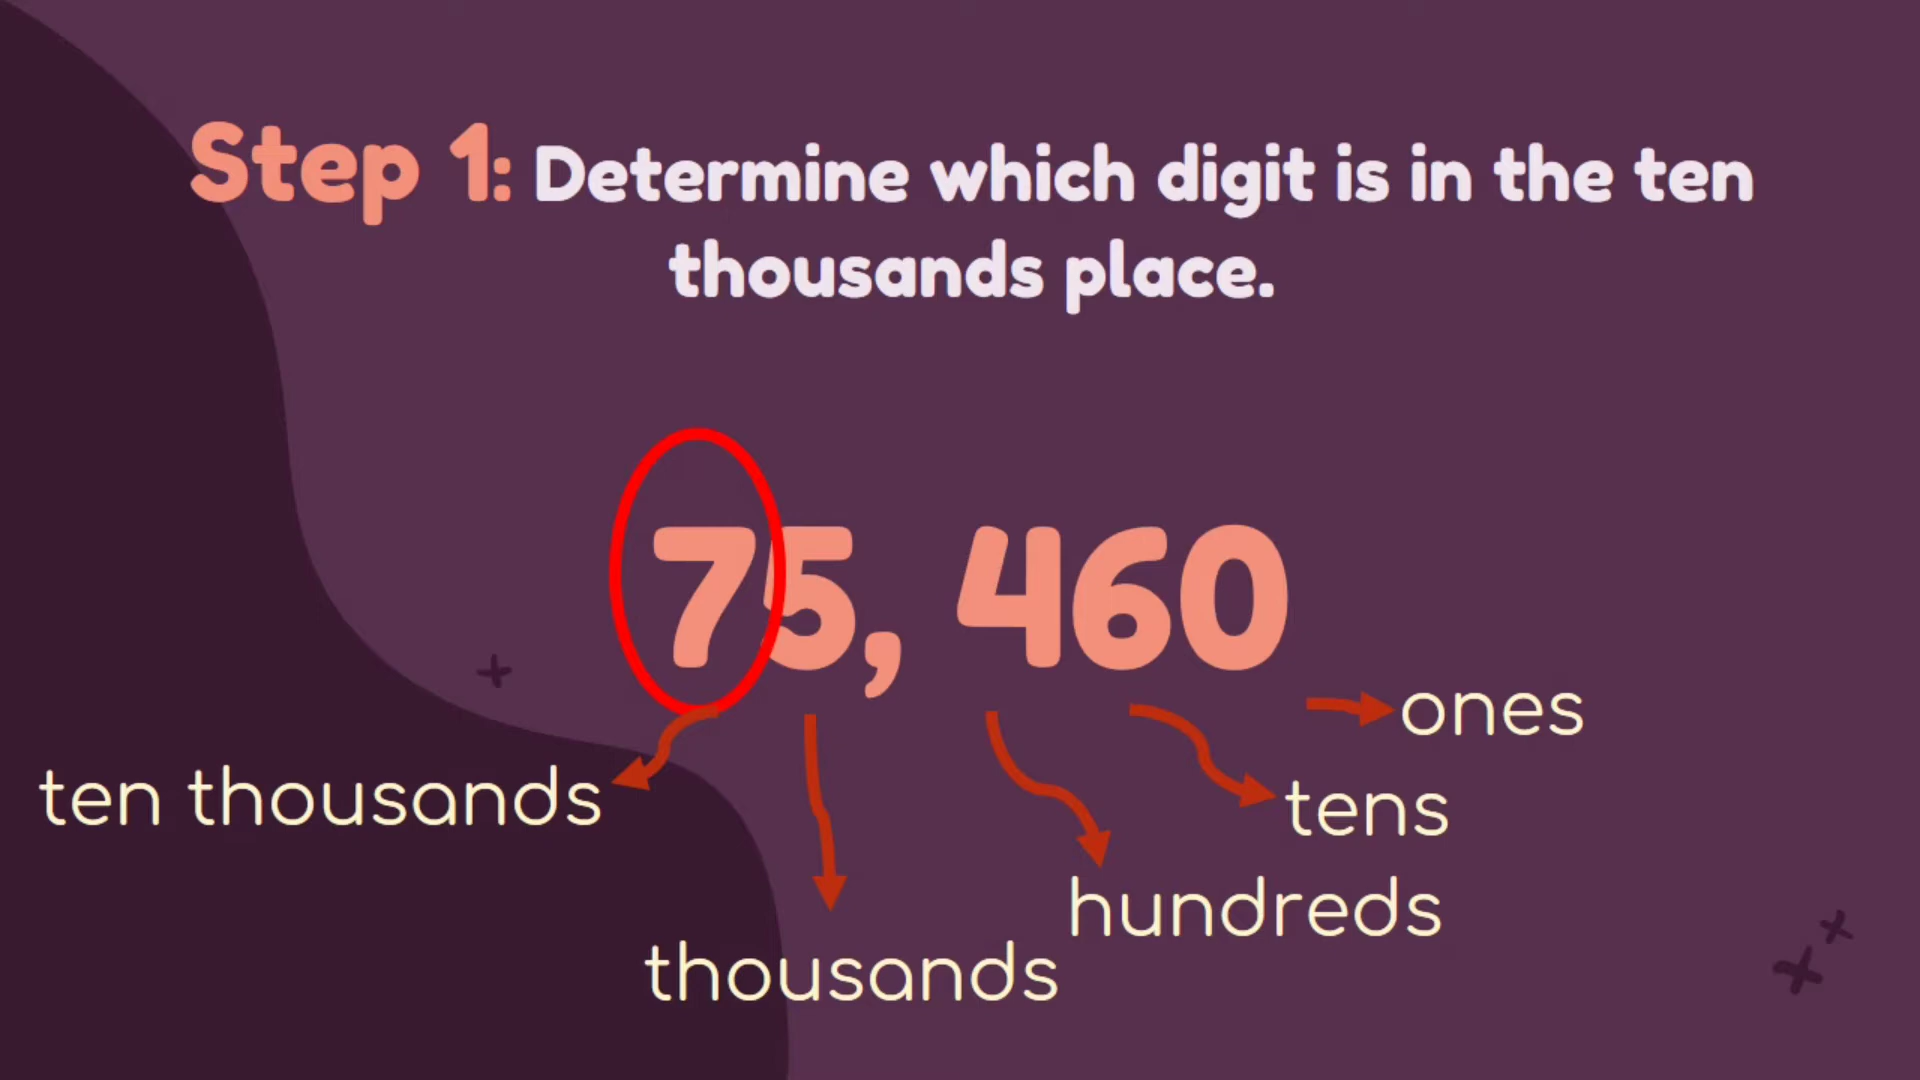 Step 1: Determine which digit is in the ten
thousands place.
75, 460
ones
ten thousands
tens
hundreds
thousands